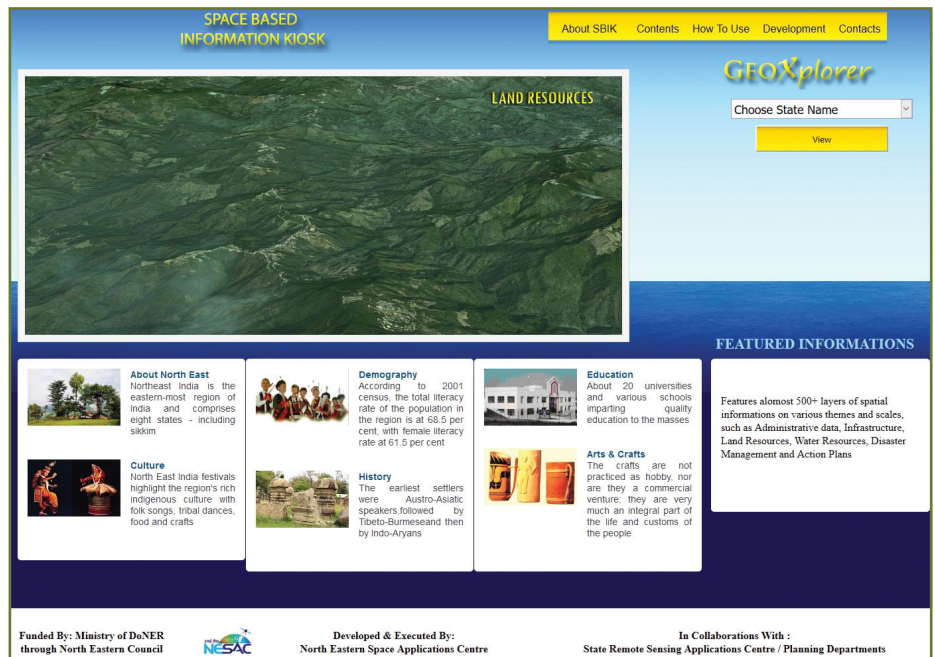 SPACE BASED
INFORMATION KIOSK
About SBIK Contents How To Use Development Contacts
GEOXplorer
LAND RESOURCES
Choose State Name
View
FEATURED INFORMATIONS
About North East
Northeast India is the
eastern-most region of
India and comprises
eight states - including
sikkim
Culture
North East India festivals
highlight the region's rich
indigenous culture with
folk songs, tribal dances,
food and crafts
Demography
According to 2001
census, the total literacy
rate of the population in
the region is at 68.5 per
cent, with female literacy
rate at 61.5 per cent
History
The earliest settlers
were Austro-Asiatic
speakers,followed by
Tibeto-Burmeseand then
by Indo-Aryans
Education
About 20 universities
and various schools
imparting quality
education to the masses
Arts & Crafts
The crafts are not
practiced as hobby, nor
are they a commercial
venture; they are very
much an integral part of
the life and customs of
the people
Features alomost 500+ layers of spatial
informations on various themes and scales,
such as Administrative data, Infrastructure,
Land Resources, Water Resources, Disaster
Management and Action Plans
Funded By: Ministry of DoNER
through North Eastern Council
NESAC
Developed & Executed By:
North Eastern Space Applications Centre
In Collaborations With :
State Remote Sensing Applications Centre / Planning Departments